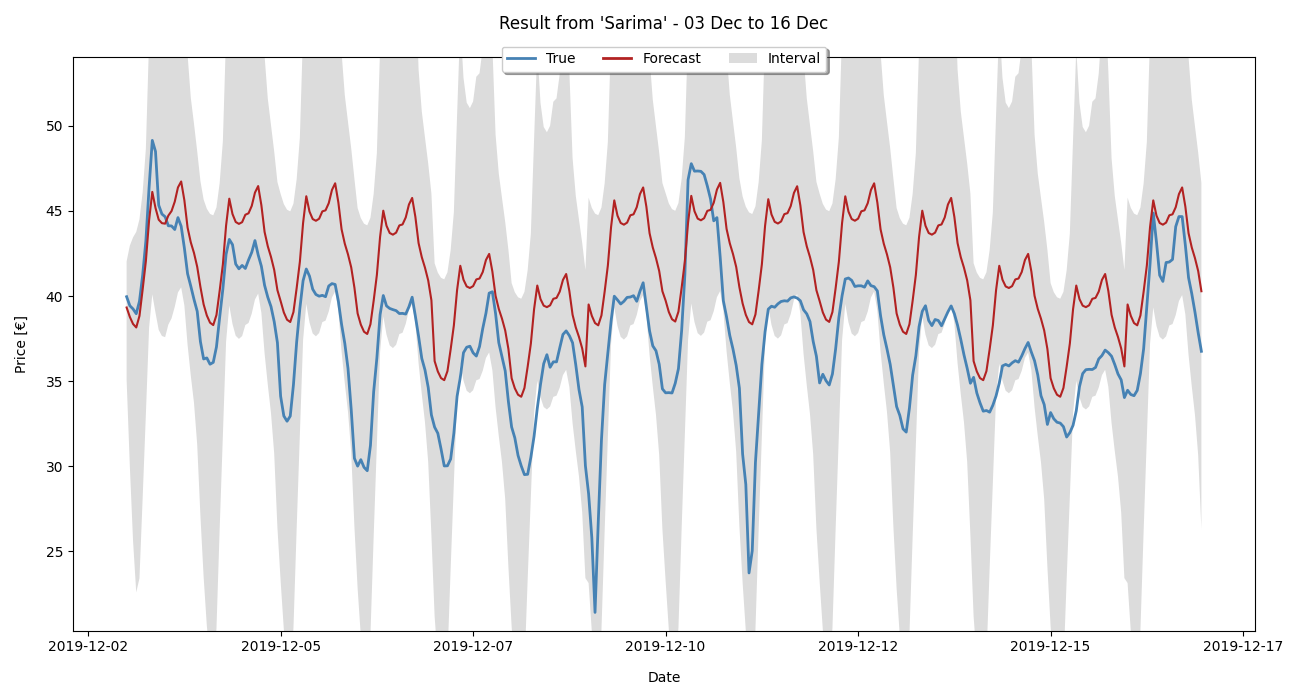 Result from 'Sarima' - 03 Dec to 16 Dec
True Forecast Interval
50
45
40
35
30
25
Price [€]
2019-12-02 2019-12-05 2019-12-07 2019-12-10 2019-12-12 2019-12-15 2019-12-17
Date